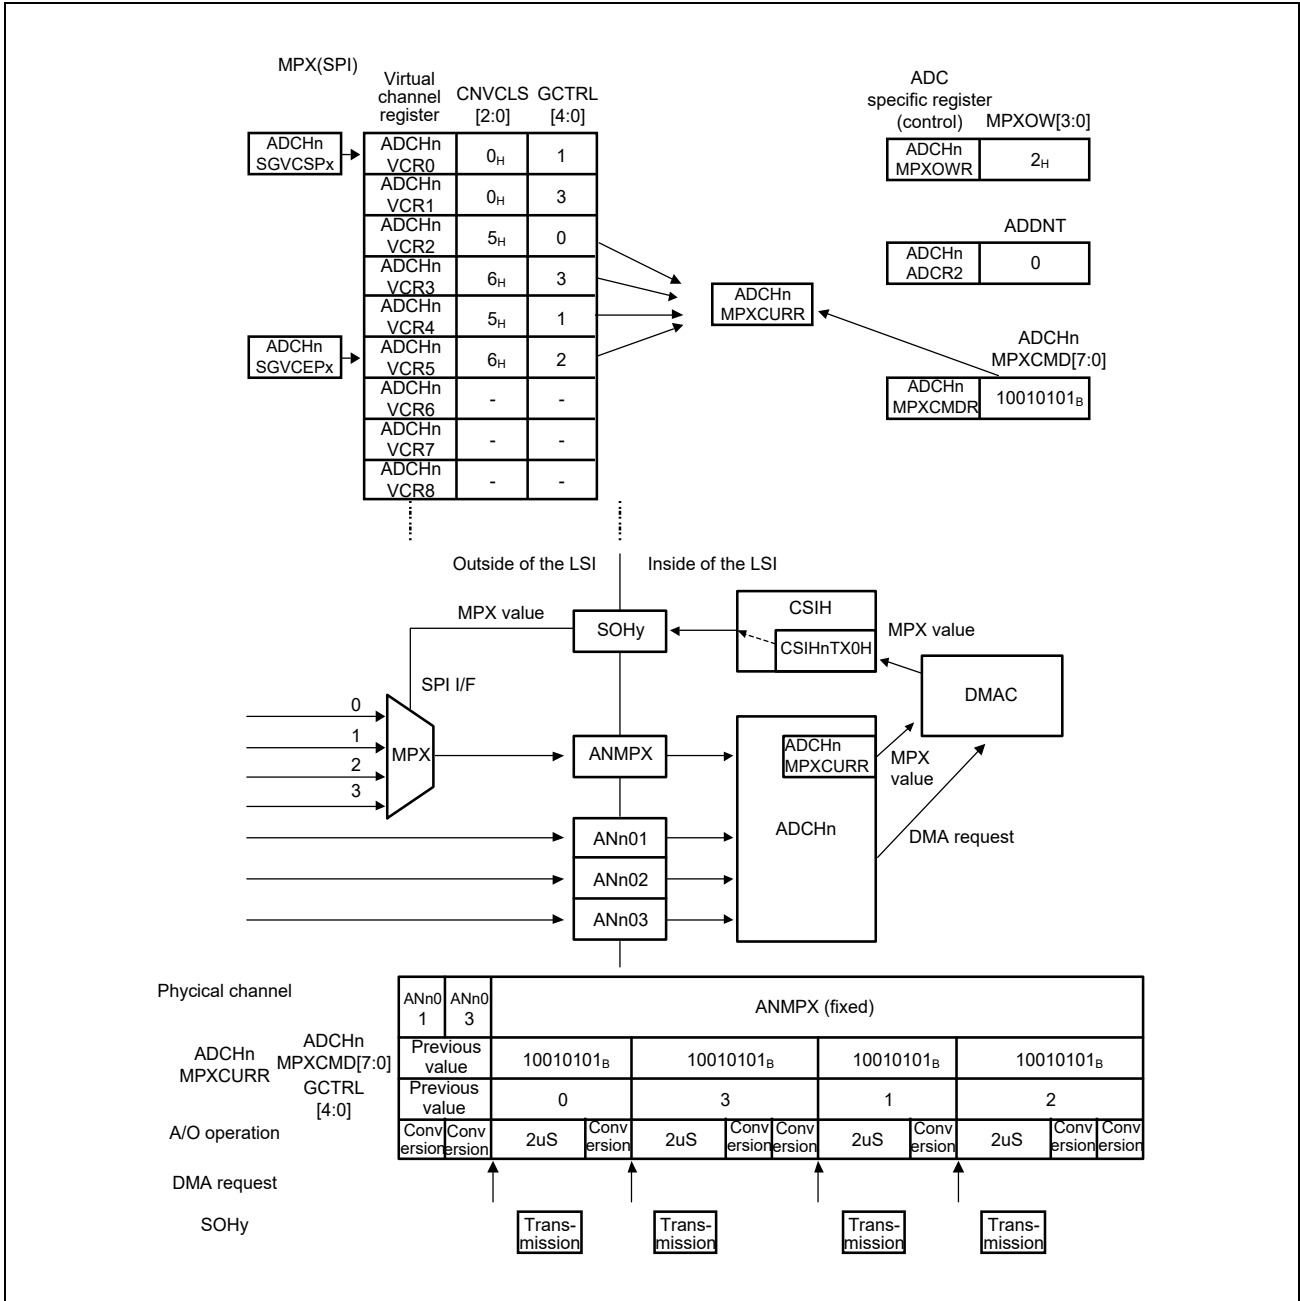 MPX(SPI)
Virtual
channel
register
CNVCLS
[2:0]
GCTRL
[4:0]
ADCHn
SGVCSPx
ADCHn
VCR0
0H
1
ADCHn
VCR1
0H
3
ADCHn
VCR2
5H
0
ADCHn
VCR3
6H
3
ADCHn
VCR4
5H
1
ADCHn
SGVCEPx
ADCHn
VCR5
6H
2
ADCHn
VCR6
-
-
ADCHn
VCR7
-
-
ADCHn
VCR8
-
-
ADCHn
MPXCURR
ADC
specific register
(control)
MPXOW[3:0]
ADCHn
MPXOWR
2H
ADDNT
ADCHn
ADCR2
0
ADCHn
MPXCMD[7:0]
ADCHn
MPXCMDR
10010101B
Outside of the LSI
Inside of the LSI
MPX value
SOHy
CSIH
CSIHnTX0H
MPX value
DMAC
SPI I/F
0
1
2
3
MPX
ANMPX
ADCHn
MPXCURR
MPX
value
ADCHn
DMA request
ANn01
ANn02
ANn03
Phycical channel
ANn0
1
ANn0
3
ANMPX (fixed)
ADCHn
MPXCURR
ADCHn
MPXCMD[7:0]
Previous
value
10010101B
10010101B
10010101B
10010101B
GCTRL
[4:0]
Previous
value
0
3
1
2
A/O operation
Conv
ersion
Conv
ersion
2uS
Conv
ersion
2uS
Conv
ersion
Conv
ersion
2uS
Conv
ersion
2uS
Conv
ersion
Conv
ersion
DMA request
SOHy
Trans-
mission
Trans-
mission
Trans-
mission
Trans-
mission